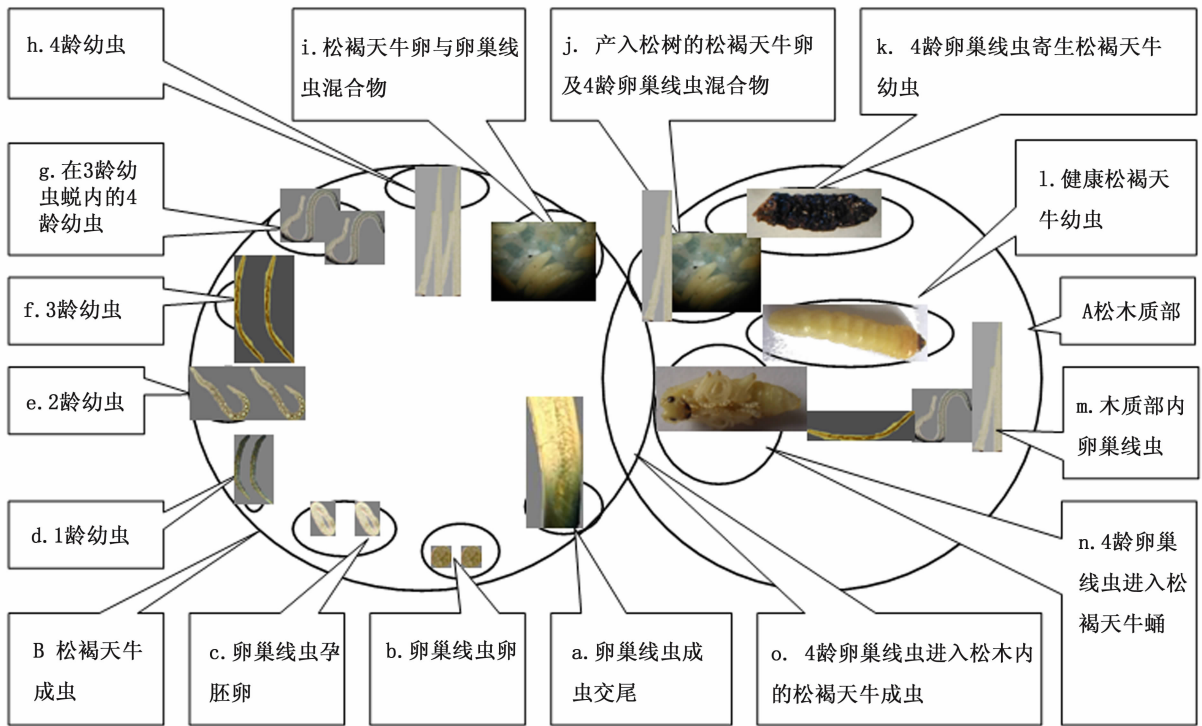 h.4龄幼虫
i.松褐天牛卵与卵巢线
虫混合物
j. 产入松树的松褐天牛卵
及4龄卵巢线虫混合物
k. 4龄卵巢线虫寄生松褐天牛
幼虫
g.在3龄幼
虫蜕内的4
龄幼虫
l.健康松褐天
牛幼虫
f.3龄幼虫
A松木质部
e.2龄幼虫
m.木质部内
卵巢线虫
d.1龄幼虫
n.4龄卵巢
线虫进入松
褐天牛蛹
B 松褐天牛
成虫
c.卵巢线虫孕
胚卵
b.卵巢线虫卵
a.卵巢线虫成
虫交尾
o. 4龄卵巢线虫进入松木内
的松褐天牛成虫